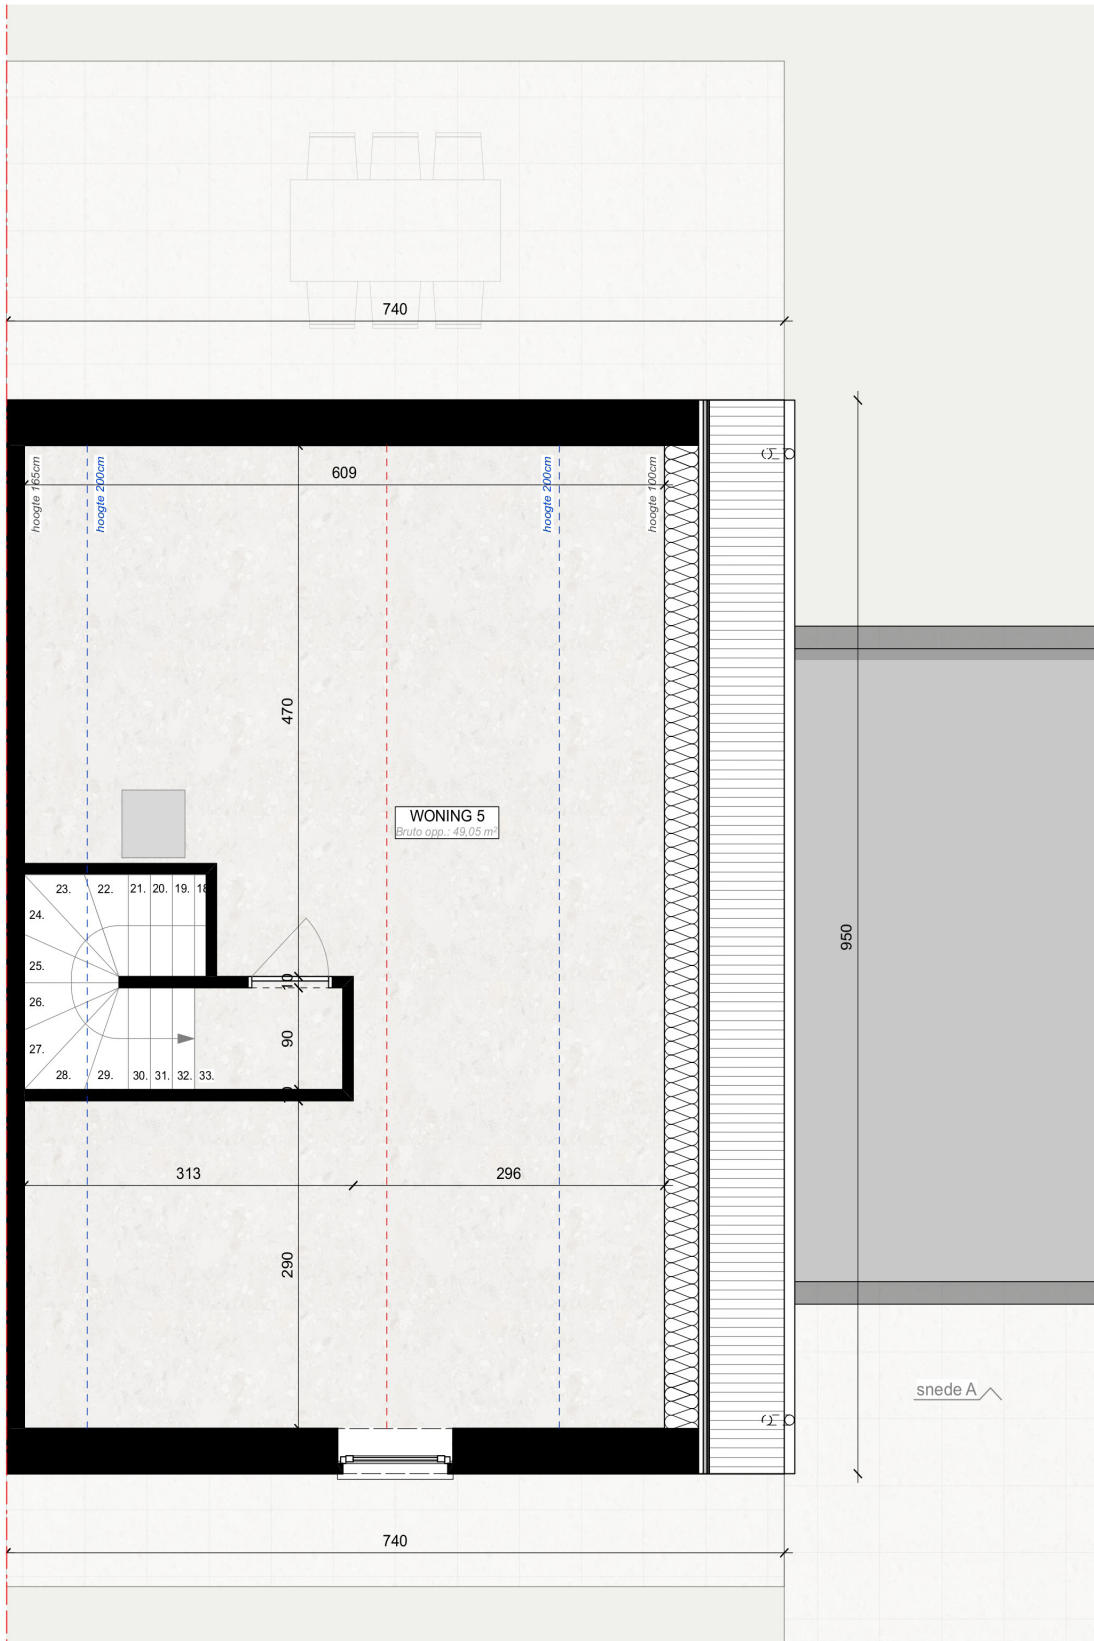 740
609
hoogte 165cm
hoogte 200cm
hoogte 200cm
hoogte 100cm
470
WONING 5
Bruto opp.: 49,05 m²
23. 22. 21. 20. 19. 18
24.
25.
26.
27.
28. 29. 30. 31. 32. 33.
10
90
950
313
296
290
snede A
740